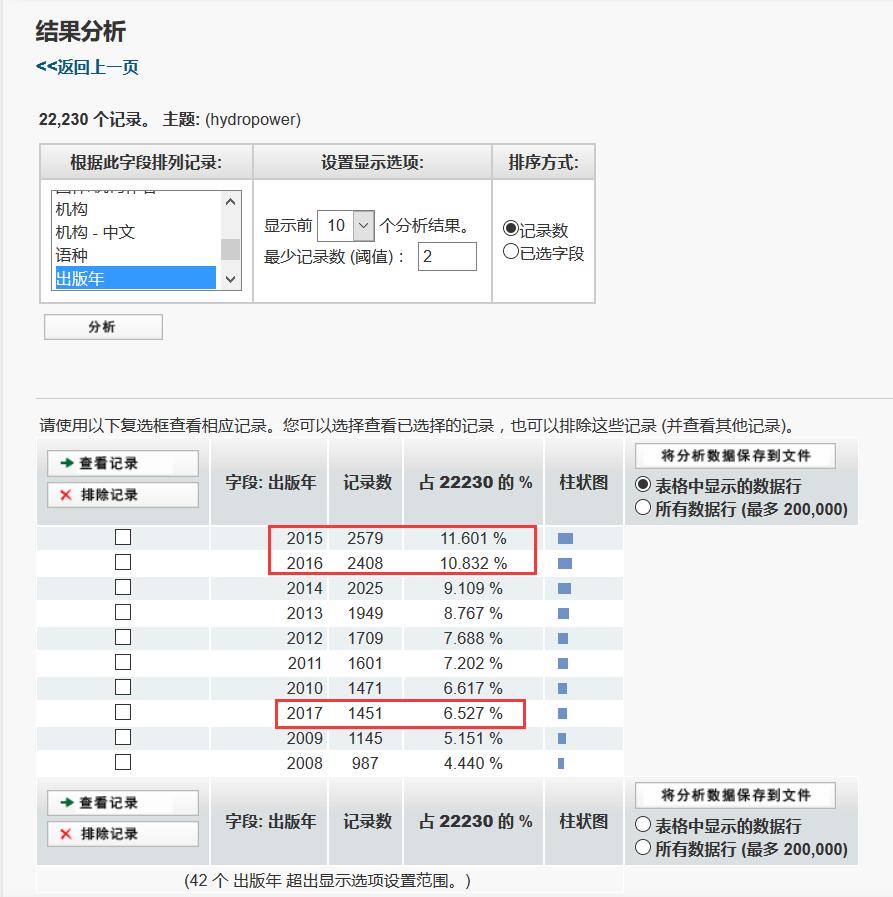 结果分析
<<返回上一页
22,230 个记录。 主题: (hydropower)
根据此字段排列记录: 设置显示选项: 排序方式:
机构
机构 - 中文
语种
出版年
显示前 10 个分析结果。
最少记录数 (阈值)： 2
记录数
已选字段
分析
请使用以下复选框查看相应记录。您可以选择查看已选择的记录，也可以排除这些记录 (并查看其他记录)。
查看记录
排除记录
字段: 出版年 记录数 占 22230 的 % 柱状图
将分析数据保存到文件
表格中显示的数据行
所有数据行 (最多 200,000)
2015 2579 11.601 %
2016 2408 10.832 %
2014 2025 9.109 %
2013 1949 8.767 %
2012 1709 7.688 %
2011 1601 7.202 %
2010 1471 6.617 %
2017 1451 6.527 %
2009 1145 5.151 %
2008 987 4.440 %
查看记录
排除记录
字段: 出版年 记录数 占 22230 的 % 柱状图
将分析数据保存到文件
表格中显示的数据行
所有数据行 (最多 200,000)
(42 个 出版年 超出显示选项设置范围。)